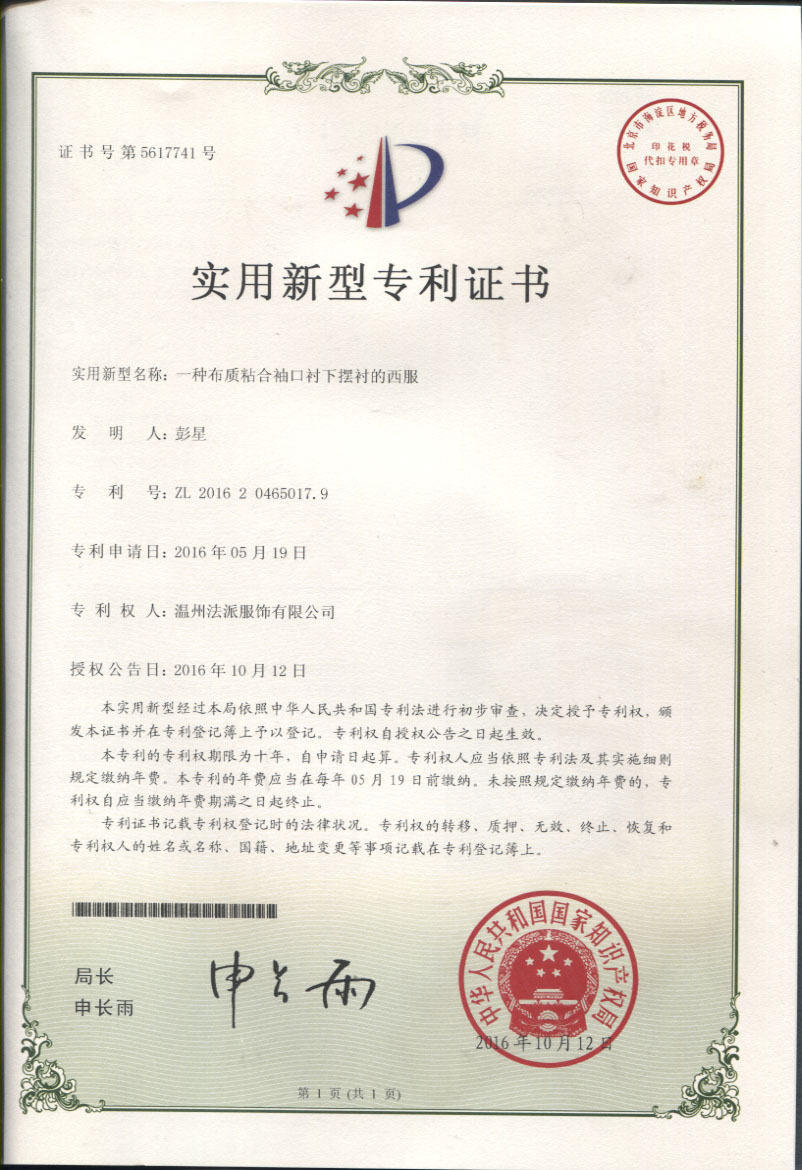 证书号第5617741号
北京市海淀区地方税务局
印花税
代扣专用章
国家知识产权局
实用新型专利证书
实用新型名称：一种布质粘合袖口衬下摆衬的西服
发明人：彭星
专利号：ZL 2016 2 0465017.9
专利申请日：2016年05月19日
专利权人：温州法派服饰有限公司
授权公告日：2016年10月12日
本实用新型经过本局依照中华人民共和国专利法进行初步审查，决定授予专利权，颁
发本证书并在专利登记簿上予以登记。专利权自授权公告之日起生效。
本专利的专利权期限为十年，自申请日起算。专利权人应当依照专利法及其实施细则
规定缴纳年费。本专利的年费应当在每年05月19日前缴纳。未按照规定缴纳年费的，专
利权自应当缴纳年费期满之日起终止。
专利证书记载专利权登记时的法律状况。专利权的转移、质押、无效、终止、恢复和
专利权人的姓名或名称、国籍、地址变更等事项记载在专利登记簿上。
局长
申长雨
申长雨
中华人民共和国国家知识产权局
2016年10月12日
第1页(共1页)